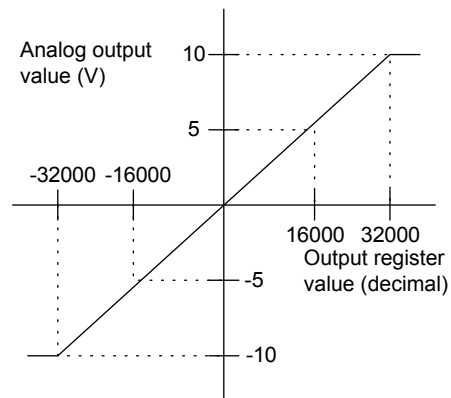 Analog output
value (V)
10
5
-32000 -16000
16000 32000
Output register
value (decimal)
-5
-10